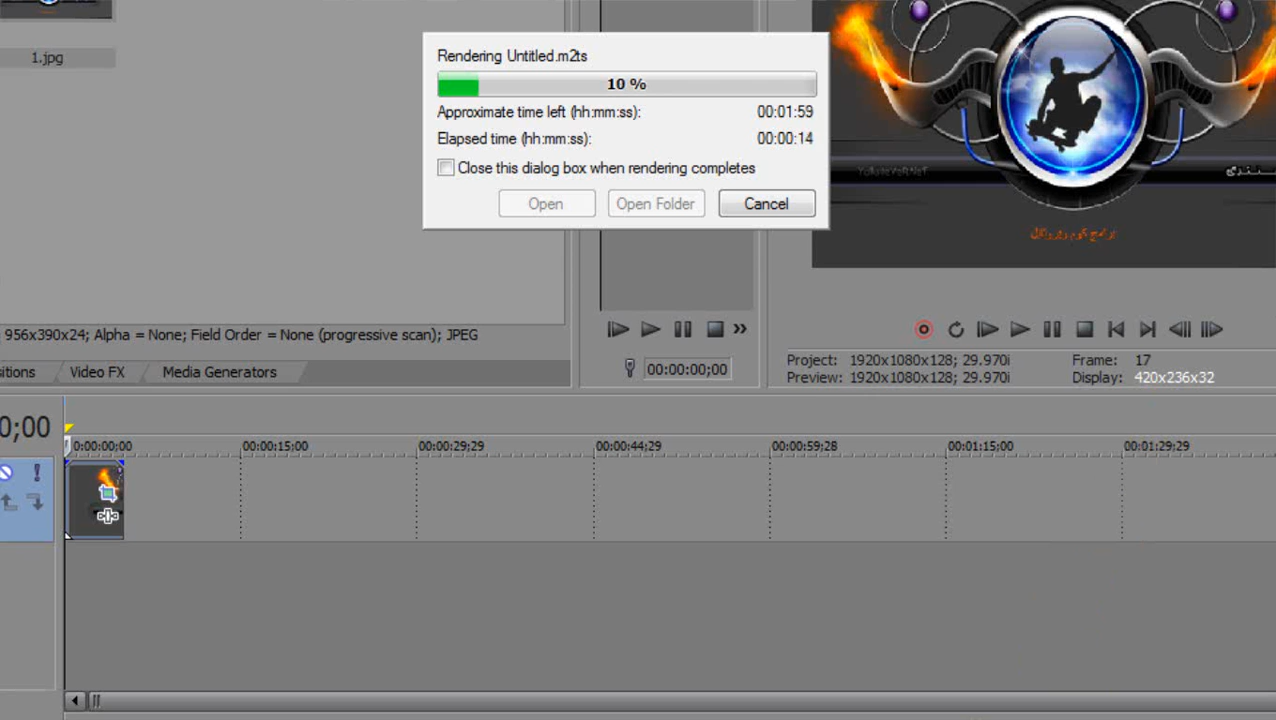 1.jpg
Rendering Untitled.m2ts
10 %
Approximate time left (hh:mm:ss): 00:01:59
Elapsed time (hh:mm:ss): 00:00:14
Close this dialog box when rendering completes
Open Open Folder Cancel
956x390x24; Alpha = None; Field Order = None (progressive scan); JPEG
sitions Video FX Media Generators
00:00:00;00
Project: 1920x1080x128; 29.970i Frame: 17
Preview: 1920x1080x128; 29.970i Display: 420x236x32
0;00
0:00:00;00 00:00:15;00 00:00:29;29 00:00:44;29 00:00:59;28 00:01:15;00 00:01:29;29